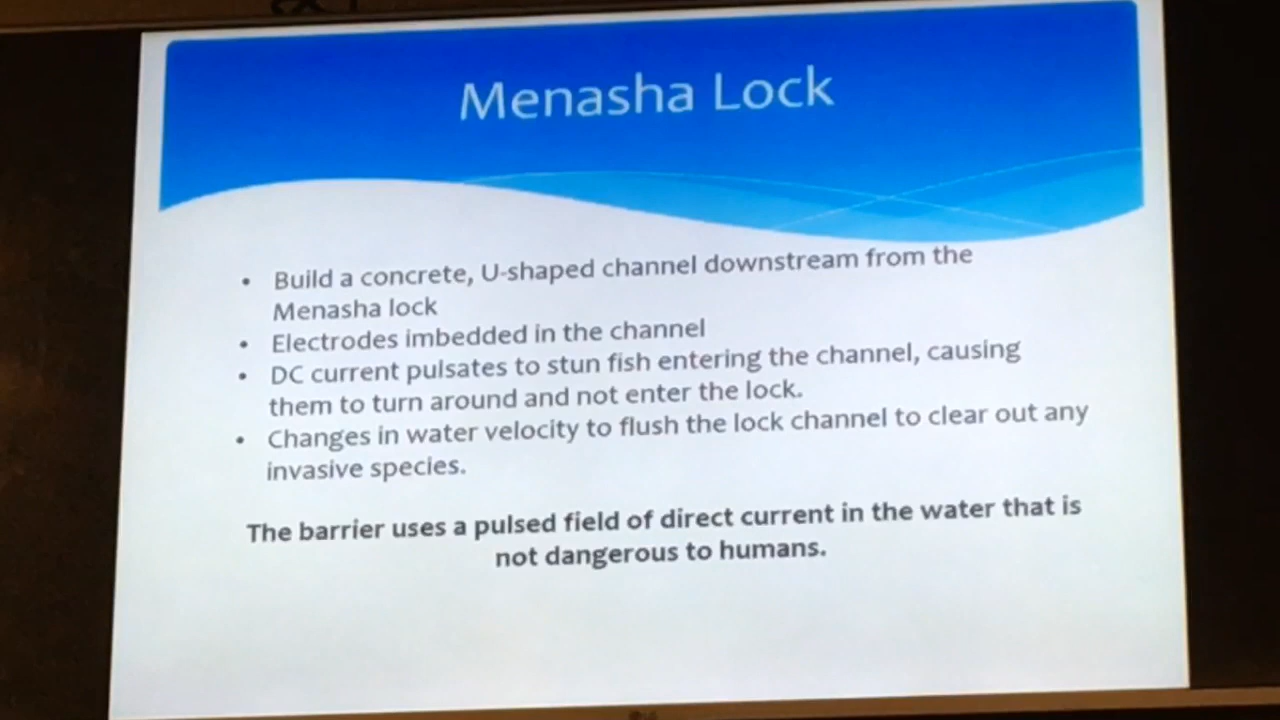 Menasha Lock
• Build a concrete, U-shaped channel downstream from the
Menasha lock
• Electrodes imbedded in the channel
• DC current pulsates to stun fish entering the channel, causing
them to turn around and not enter the lock.
• Changes in water velocity to flush the lock channel to clear out any
invasive species.
The barrier uses a pulsed field of direct current in the water that is
not dangerous to humans.